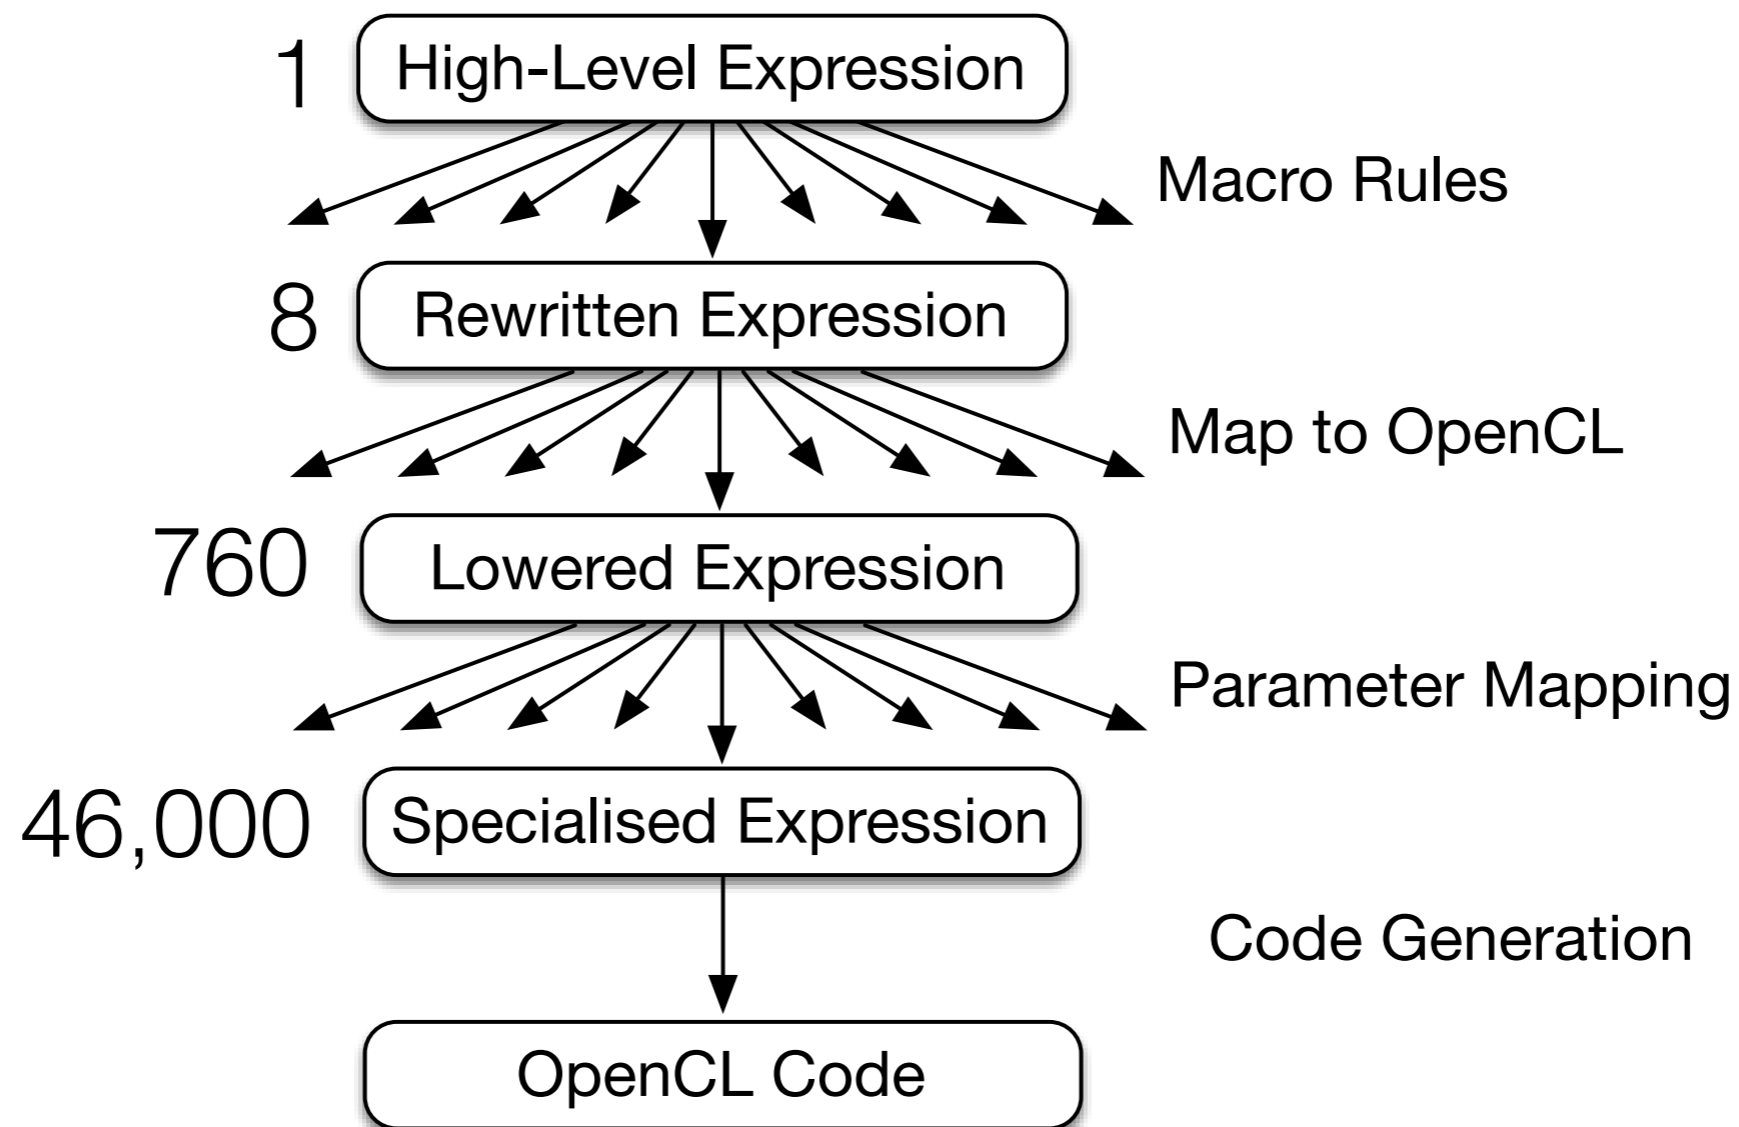 1
High-Level Expression
Macro Rules
8
Rewritten Expression
Map to OpenCL
760
Lowered Expression
Parameter Mapping
46,000
Specialised Expression
Code Generation
OpenCL Code